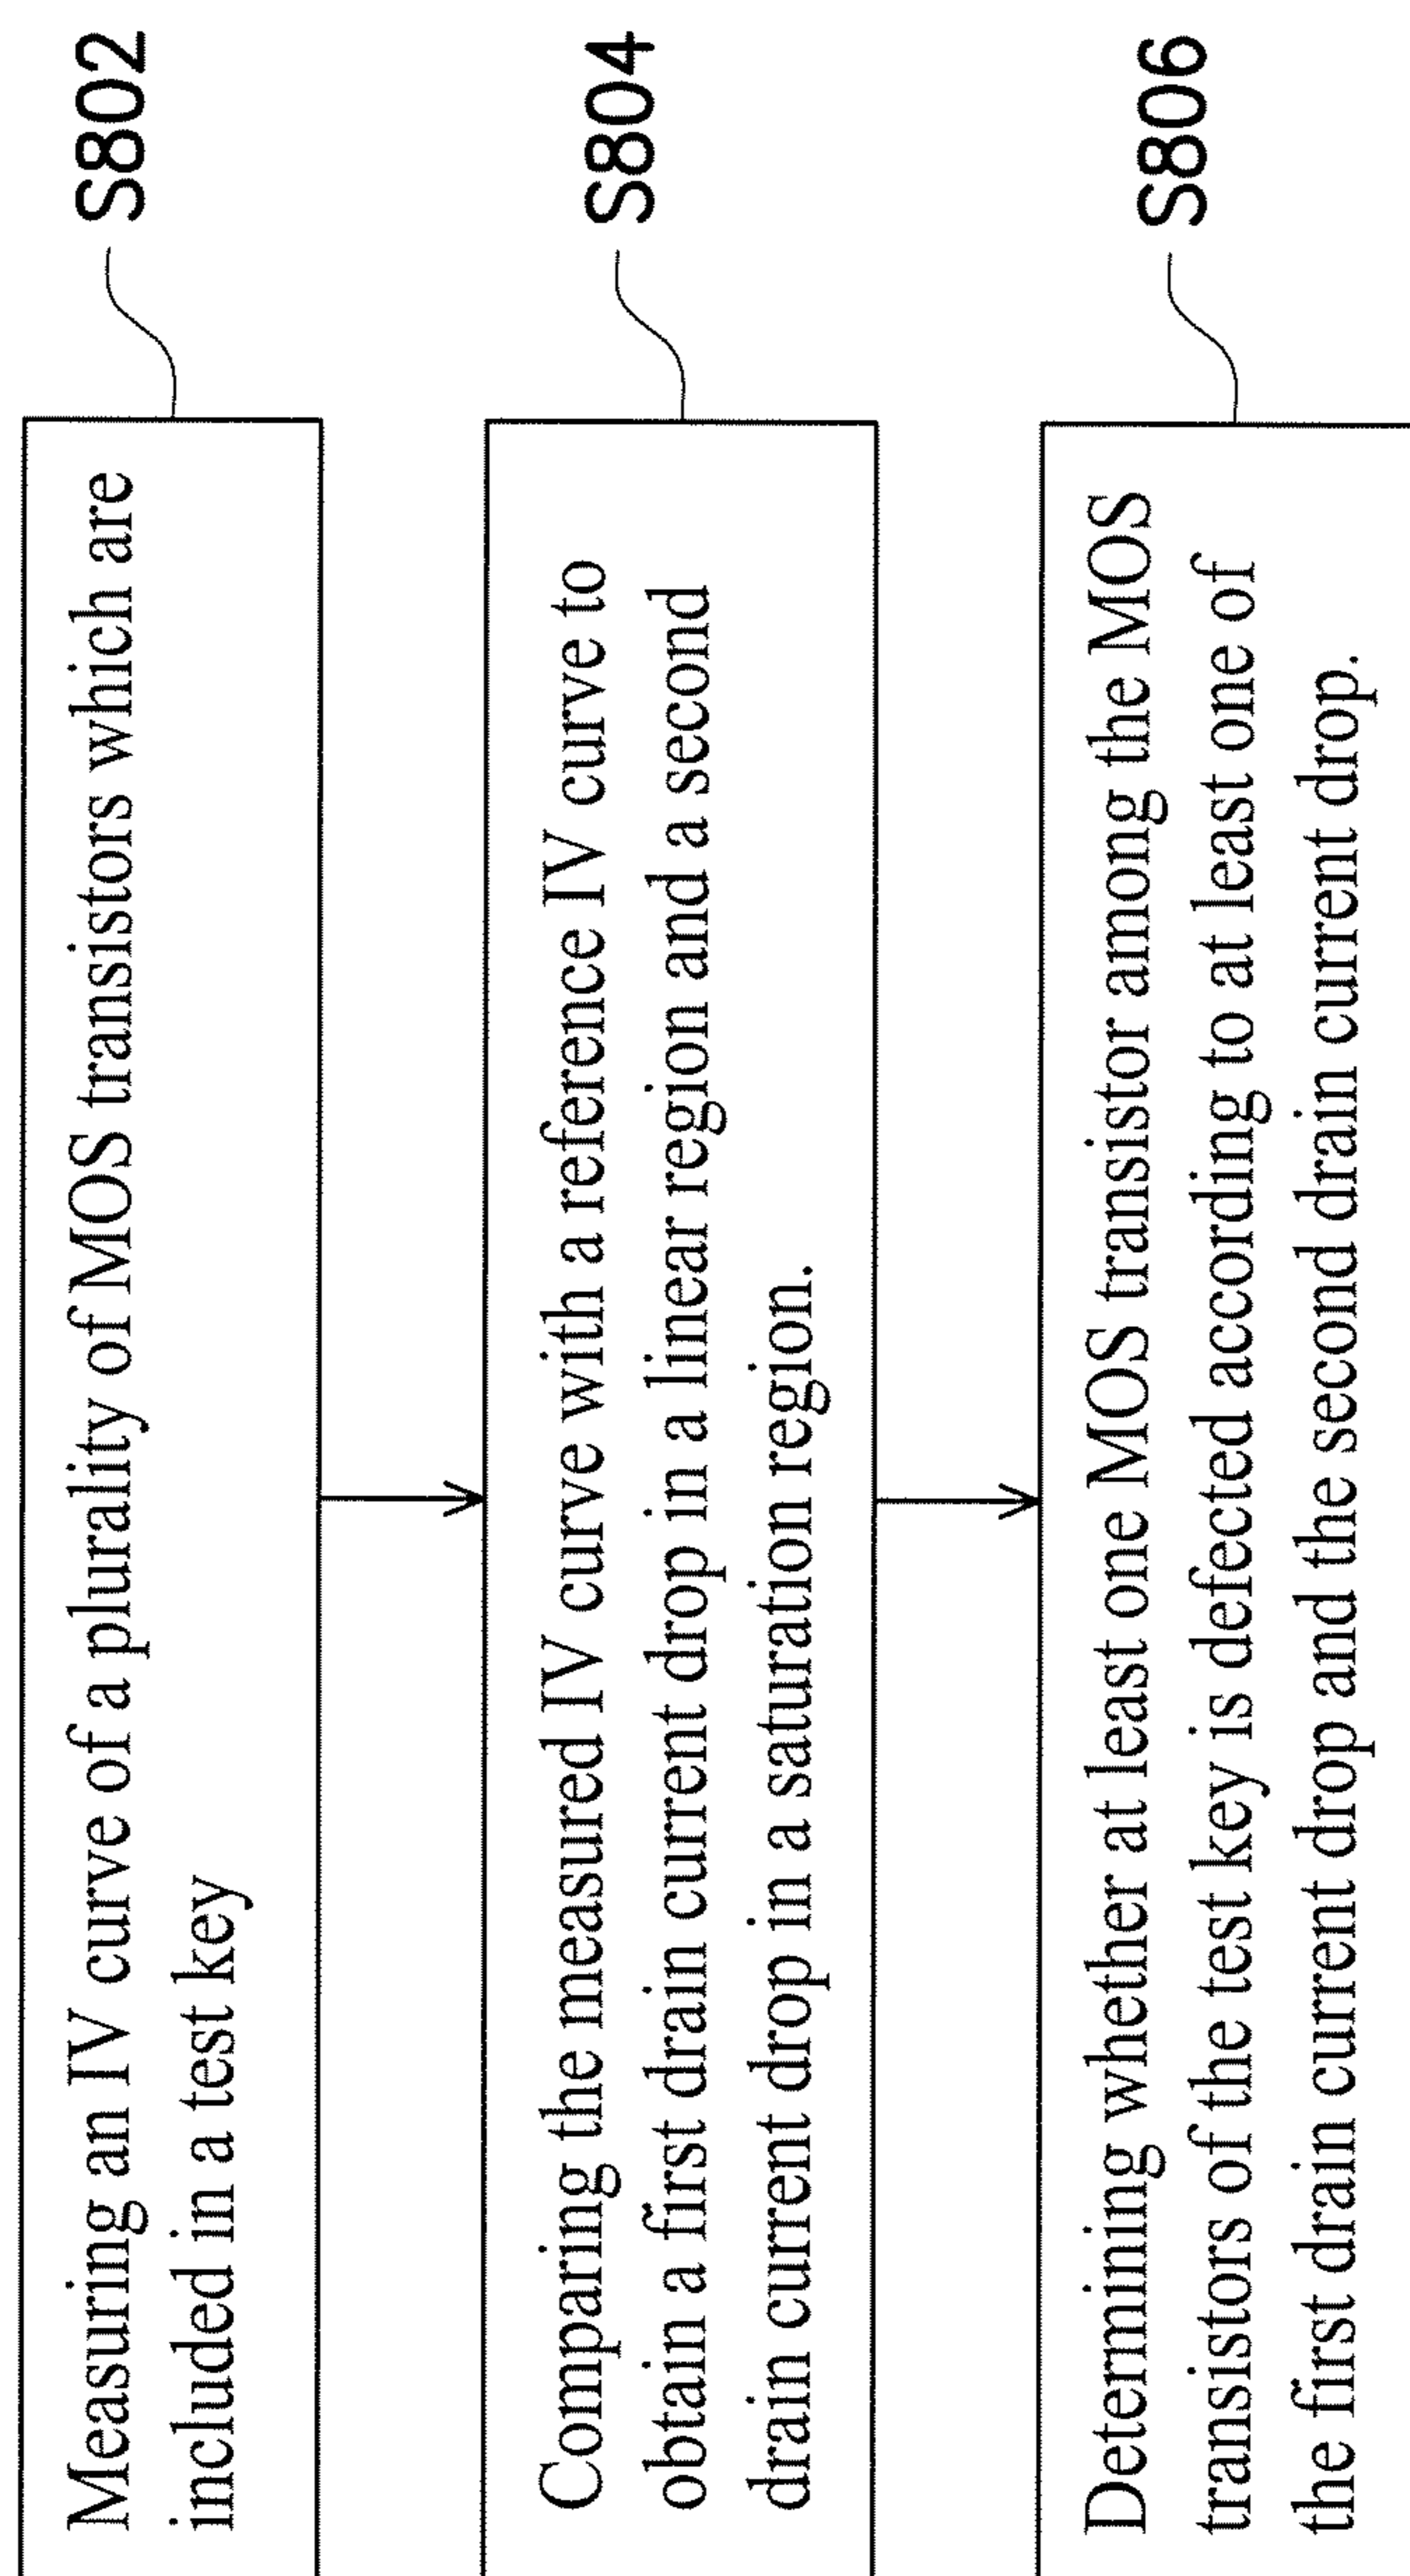 Measuring an IV curve of a plurality of MOS transistors which are
included in a test key
S802
Comparing the measured IV curve with a reference IV curve to
obtain a first drain current drop in a linear region and a second
drain current drop in a saturation region.
S804
Determining whether at least one MOS transistor among the MOS
transistors of the test key is defected according to at least one of
the first drain current drop and the second drain current drop.
S806